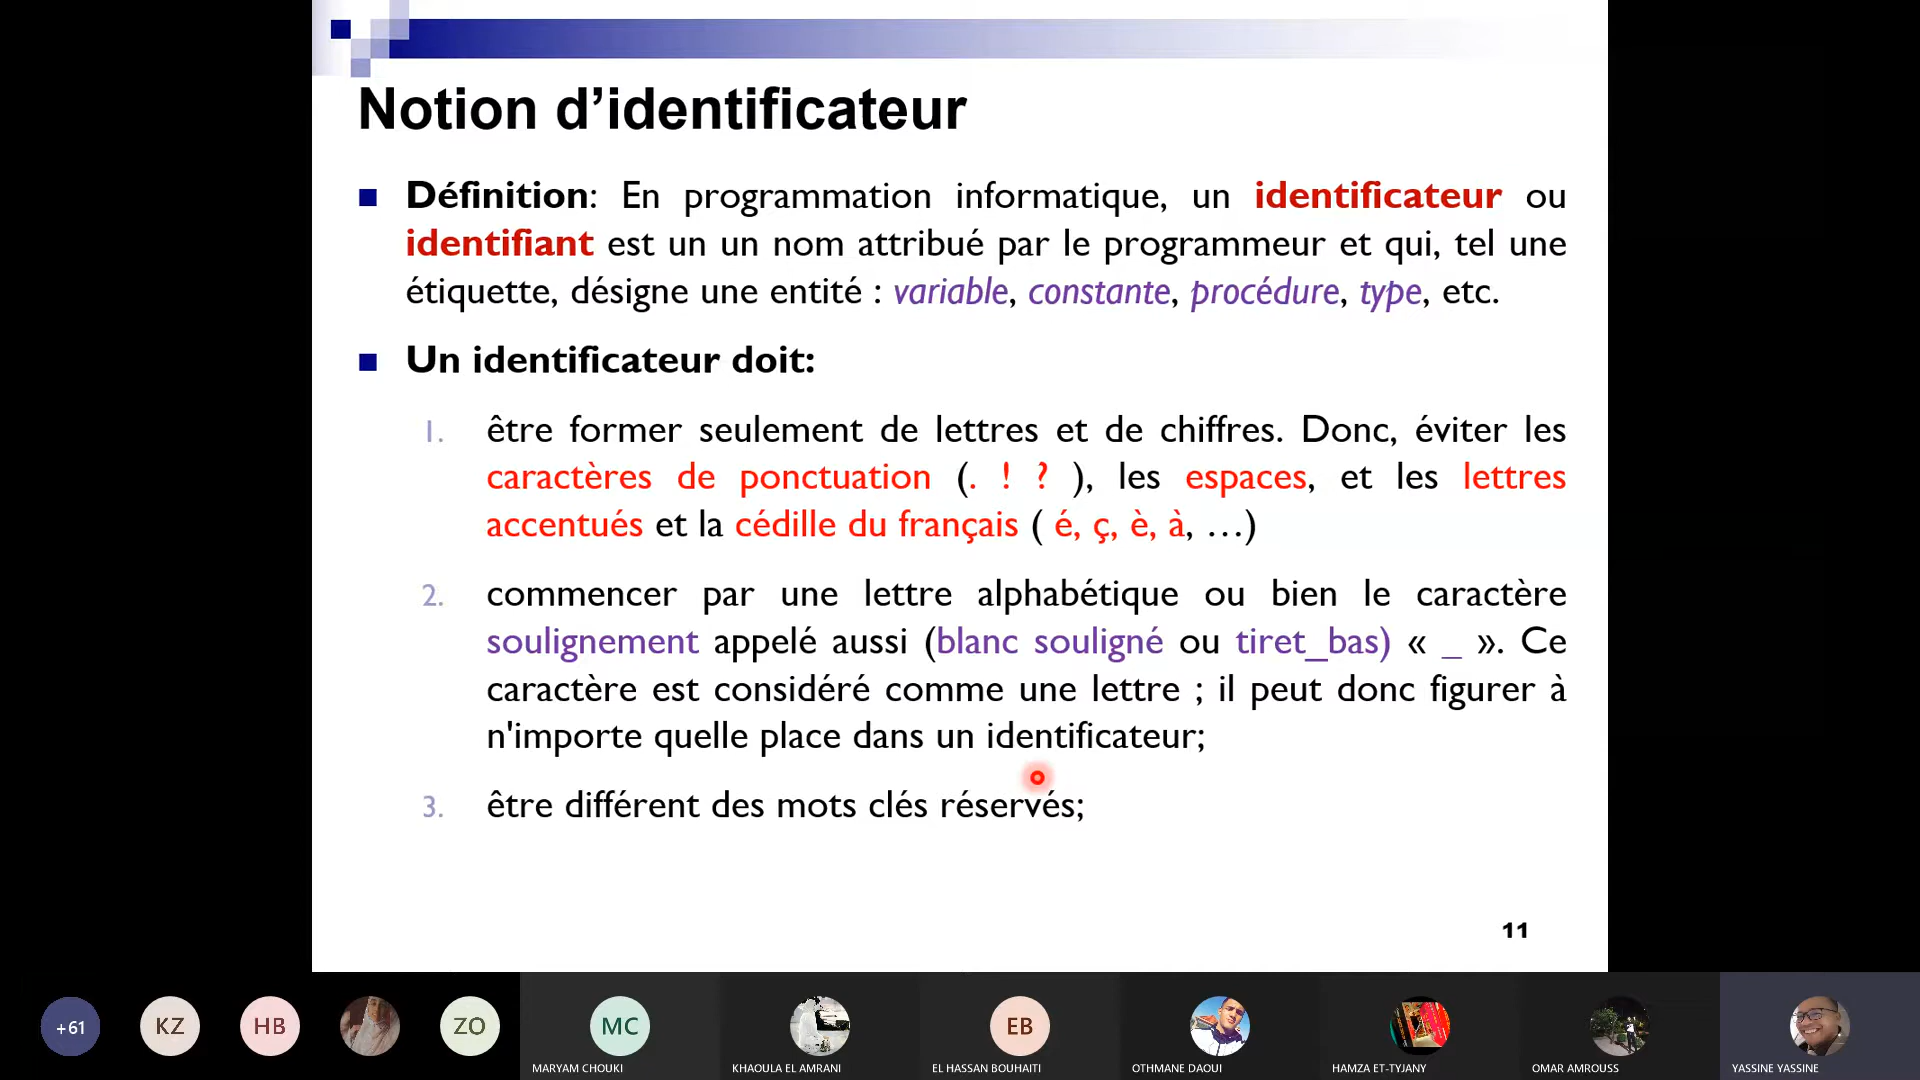 Notion d’identificateur
Définition: En programmation informatique, un identificateur ou
identifiant est un un nom attribué par le programmeur et qui, tel une
étiquette, désigne une entité : variable, constante, procédure, type, etc.
Un identificateur doit:
1. être former seulement de lettres et de chiffres. Donc, éviter les
caractères de ponctuation (. ! ? ), les espaces, et les lettres
accentués et la cédille du français ( é, ç, è, à, …)
2. commencer par une lettre alphabétique ou bien le caractère
soulignement appelé aussi (blanc souligné ou tiret_bas) « _ ». Ce
caractère est considéré comme une lettre ; il peut donc figurer à
n'importe quelle place dans un identificateur;
3. être différent des mots clés réservés;
11
+61 KZ HB ZO MC EB
MARYAM CHOUKI KHAOULA EL AMRANI EL HASSAN BOUHAITI OTHMANE DAOUI HAMZA ET-TYJANY OMAR AMROUSS YASSINE YASSINE